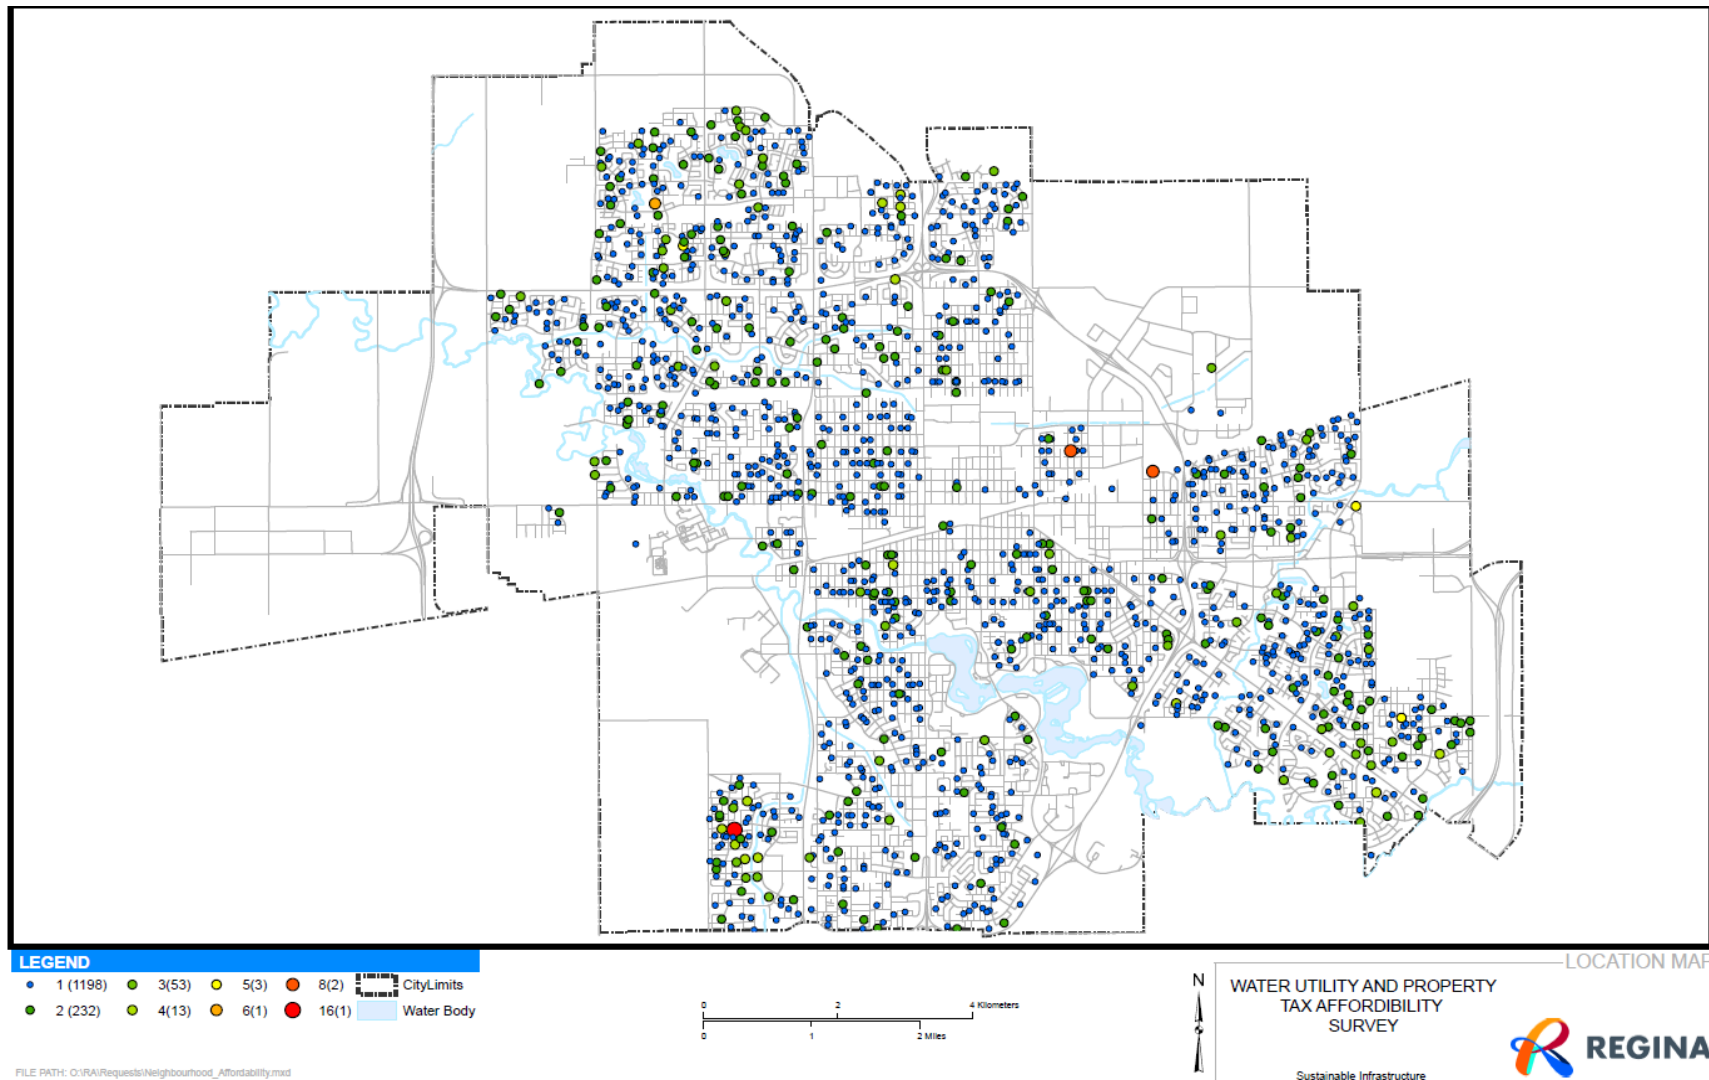 LEGEND
1 (1198) 3(53) 5(3) 8(2) CityLimits
2 (232) 4(13) 6(1) 16(1) Water Body
0 2 4 Kilometers
0 1 2 Miles
FILE PATH: O:\RA\Requests\Neighbourhood_Affordability.mxd
N
LOCATION MAP
WATER UTILITY AND PROPERTY
TAX AFFORDIBILITY
SURVEY
Sustainable Infrastructure
REGINA